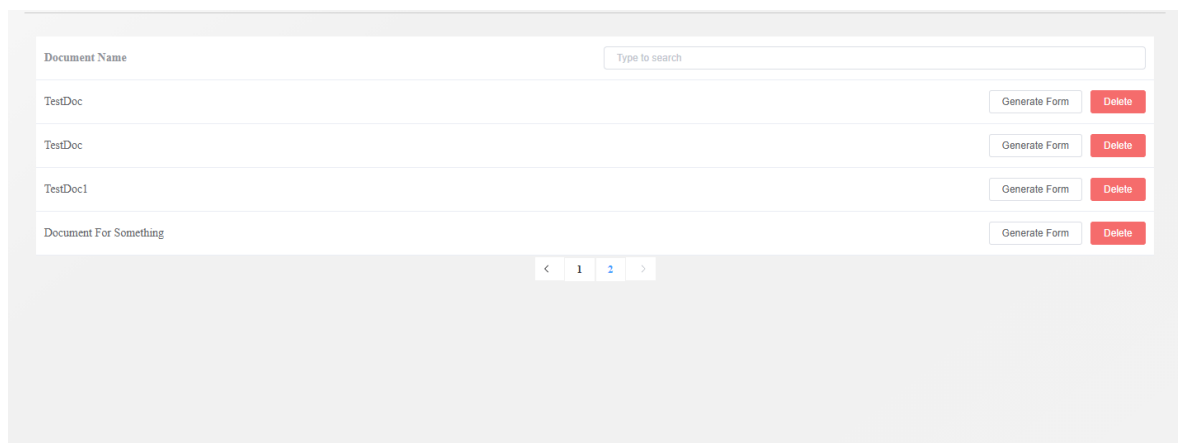 Document Name Type to search
TestDoc Generate Form Delete
TestDoc Generate Form Delete
TestDoc1 Generate Form Delete
Document For Something Generate Form Delete
< 1 2 >